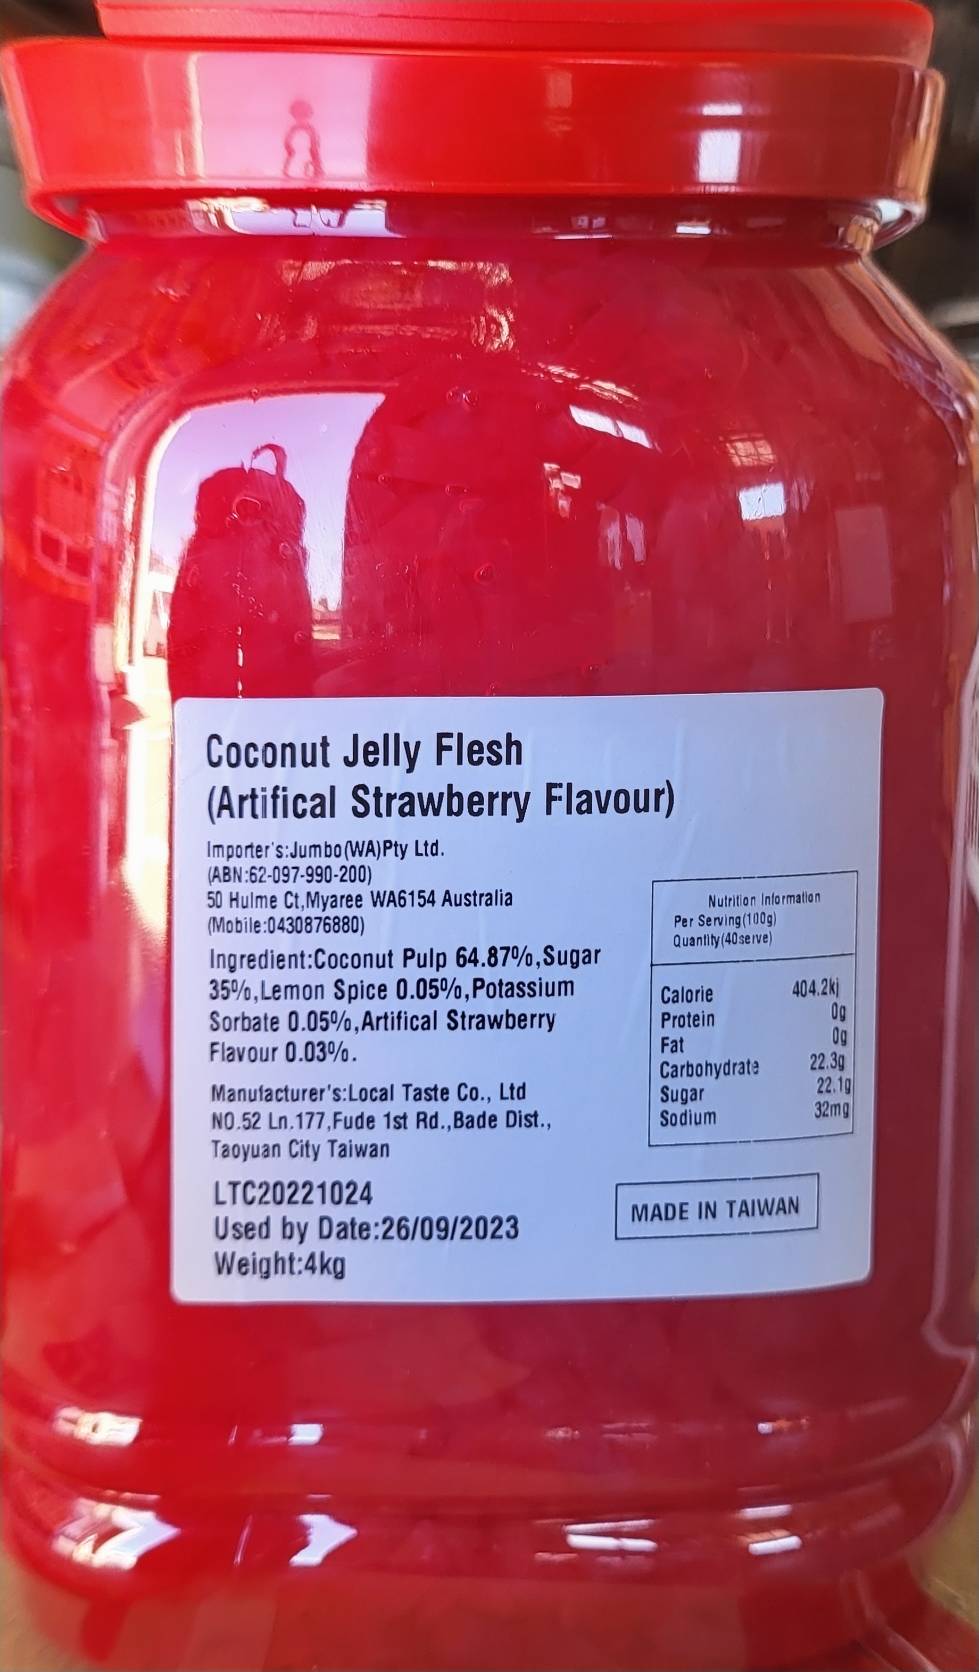 Coconut Jelly Flesh
(Artifical Strawberry Flavour)
Importer's:Jumbo(WA)Pty Ltd.
(ABN:62-097-990-200)
50 Hulme Ct,Myaree WA6154 Australia
(Mobile:0430876880)
Ingredient:Coconut Pulp 64.87%,Sugar
35%,Lemon Spice 0.05%,Potassium
Sorbate 0.05%,Artifical Strawberry
Flavour 0.03%.
Manufacturer's:Local Taste Co., Ltd
NO.52 Ln.177,Fude 1st Rd.,Bade Dist.,
Taoyuan City Taiwan
LTC20221024
Used by Date:26/09/2023
Weight:4kg
Nutrition Information
Per Serving(100g)
Quantity(40serve)
Calorie 404.2kj
Protein 0g
Fat 0g
Carbohydrate 22.3g
Sugar 22.1g
Sodium 32mg
MADE IN TAIWAN